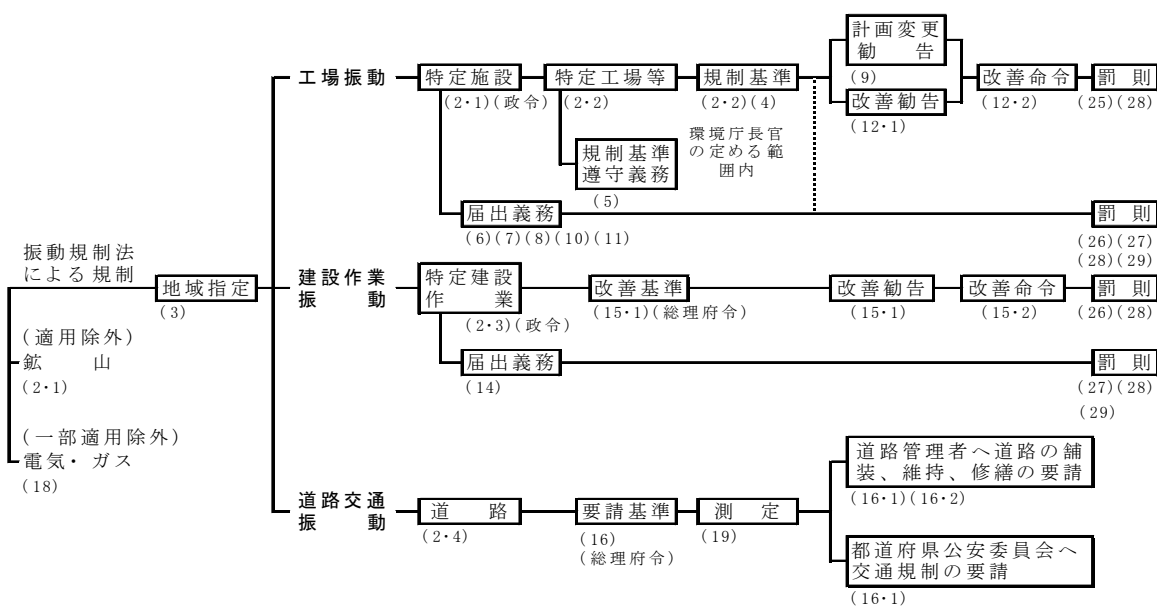 計画変更
勧告
(9)
工場振動
特定施設
特定工場等
規制基準
改善命令
罰則
(2・1)(政令)
(2・2)
(2・2)(4)
改善勧告
(12・2)
(25)(28)
(12・1)
規制基準
遵守義務
(5)
環境庁長官
の定める範
囲内
届出義務
罰則
(6)(7)(8)(10)(11)
(26)(27)
(28)(29)
振動規制法
による規制
地域指定
(3)
建設作業
振動
特定建設
作業
改善基準
改善勧告
改善命令
罰則
(2・3)(政令)
(15・1)(総理府令)
(15・1)
(15・2)
(26)(28)
(適用除外)
鉱山
(2・1)
届出義務
罰則
(14)
(27)(28)
(29)
(一部適用除外)
電気・ガス
(18)
道路交通
振動
道路
要請基準
測定
(2・4)
(16)
(総理府令)
(19)
道路管理者へ道路の舗
装、維持、修繕の要請
(16・1)(16・2)
都道府県公安委員会へ
交通規制の要請
(16・1)